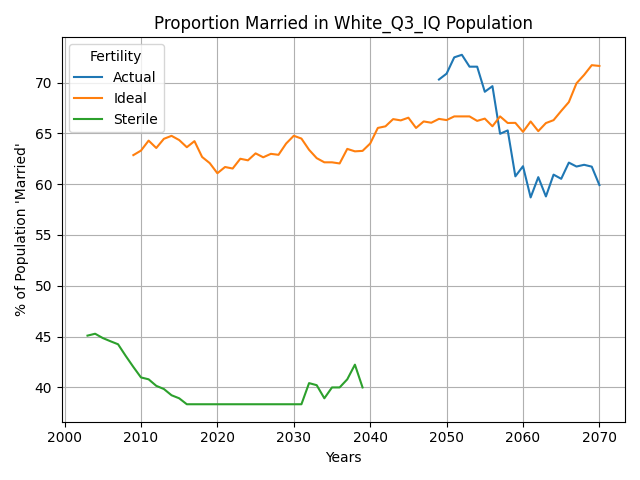 Proportion Married in White_Q3_IQ Population
Fertility
Actual
Ideal
Sterile
% of Population 'Married'
70
65
60
55
50
45
40
2000 2010 2020 2030 2040 2050 2060 2070
Years